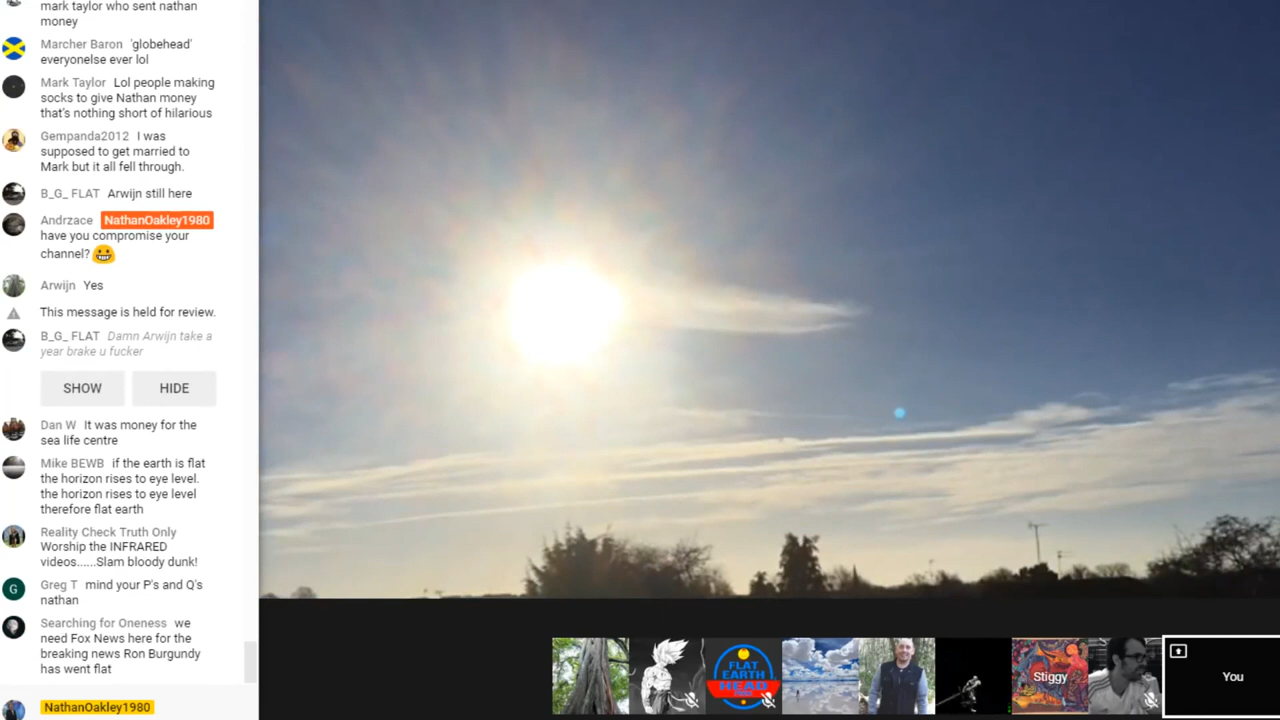 mark taylor who sent nathan
money
Marcher Baron 'globehead'
everyonelse ever lol
Mark Taylor Lol people making
socks to give Nathan money
that's nothing short of hilarious
Gempanda2012 I was
supposed to get married to
Mark but it all fell through.
B_G_ FLAT Arwijn still here
Andrzace NathanOakley1980
have you compromise your
channel?
Arwijn Yes
This message is held for review.
B_G_ FLAT Damn Arwijn take a
year brake u fucker
SHOW HIDE
Dan W It was money for the
sea life centre
Mike BEWB if the earth is flat
the horizon rises to eye level.
the horizon rises to eye level
therefore flat earth
Reality Check Truth Only
Worship the INFRARED
videos......Slam bloody dunk!
G Greg T mind your P's and Q's
nathan
Searching for Oneness we
need Fox News here for the
breaking news Ron Burgundy
has went flat
NathanOakley1980
FLAT
EARTH
HEAD
Stiggy
You